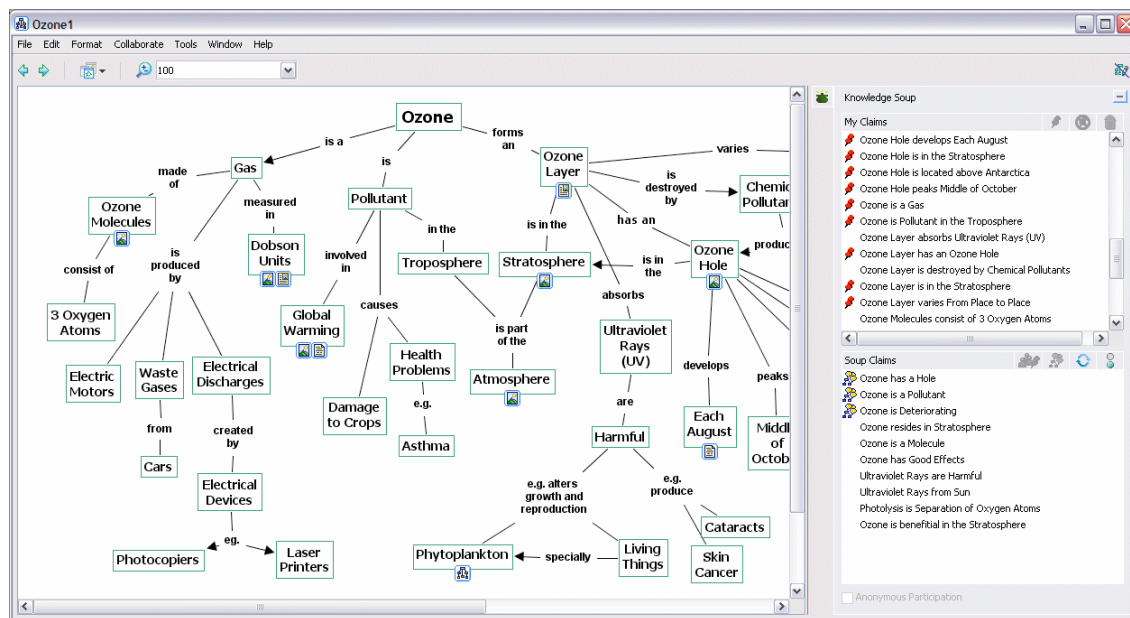 Ozone1
File Edit Format Collaborate Tools Window Help
100
Ozone
is a
is
forms
an
varies
Gas
Ozone
Layer
made
of
measured
in
Pollutant
is
destroyed
by
Chemic
Pollutan
Ozone
Molecules
is
produced
by
Dobson
Units
involved
in
in the
is in the
has an
produc
consist of
Troposphere
Stratosphere
is in
the
Ozone
Hole
3 Oxygen
Atoms
Global
Warming
causes
is part
of the
absorbs
Electric
Motors
Waste
Gases
Electrical
Discharges
Health
Problems
Atmosphere
Ultraviolet
Rays
(UV)
develops
peaks
from
created
by
Damage
to Crops
e.g.
are
Each
August
Middl
of
Octob
Cars
Asthma
Harmful
Electrical
Devices
e.g. alters
growth and
reproduction
e.g.
produce
eg.
Cataracts
Photocopiers
Laser
Printers
Phytoplankton
specially
Living
Things
Skin
Cancer
Knowledge Soup
My Claims
Ozone Hole develops Each August
Ozone Hole is in the Stratosphere
Ozone Hole is located above Antarctica
Ozone Hole peaks Middle of October
Ozone is a Gas
Ozone is Pollutant in the Troposphere
Ozone Layer absorbs Ultraviolet Rays (UV)
Ozone Layer has an Ozone Hole
Ozone Layer is destroyed by Chemical Pollutants
Ozone Layer is in the Stratosphere
Ozone Layer varies From Place to Place
Ozone Molecules consist of 3 Oxygen Atoms
Soup Claims
Ozone has a Hole
Ozone is a Pollutant
Ozone is Deteriorating
Ozone resides in Stratosphere
Ozone is a Molecule
Ozone has Good Effects
Ultraviolet Rays are Harmful
Ultraviolet Rays from Sun
Photolysis is Separation of Oxygen Atoms
Ozone is benefitial in the Stratosphere
Anonymous Participation